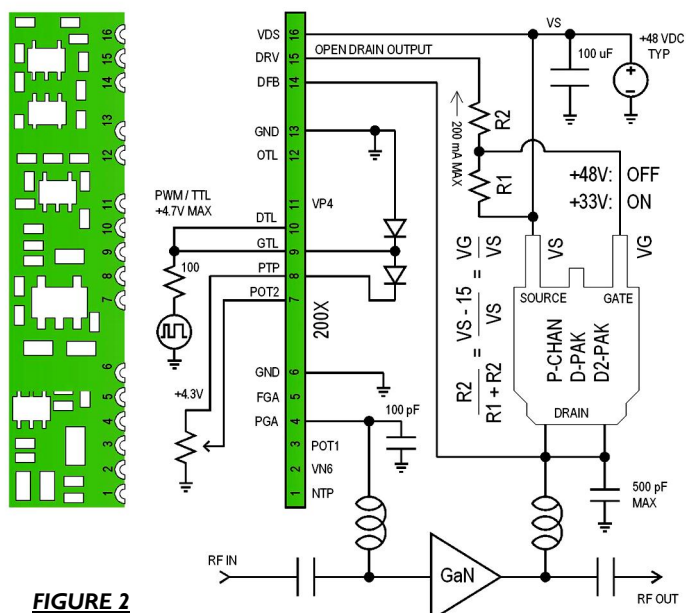 16
15
14
13
12
11
10
9
8
7
6
5
4
3
2
1
VDS 16
DRV 15 OPEN DRAIN OUTPUT
DFB 14
GND 13
OTL 12
11 VP4
DTL 10
GTL 9
PTP 8
POT2 7
200X
GND 6
FGA 5
PGA 4
3 POT1
2 VN6
1 NTP
PWM / TTL
+4.7V MAX
100
+4.3V
VS
100 uF
+48 VDC
TYP
200 mA MAX
R2
R1
+48V: OFF
+33V: ON
VS
VG
R2 / R1 + R2 = VS - 15 / VS = VG / VS
SOURCE GATE
P-CHAN
D-PAK
D2-PAK
DRAIN
100 pF
500 pF
MAX
RF IN
GaN
RF OUT
FIGURE 2